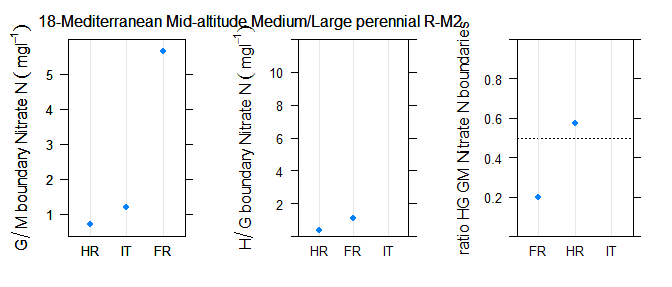 18-Mediterranean Mid-altitude Medium/Large perennial R-M2
G/ M boundary Nitrate N ( mgl⁻¹)
5
4
3
2
1
HR IT FR
H/ G boundary Nitrate N ( mgl⁻¹)
10
8
6
4
2
HR FR IT
ratio HG GM Nitrate N boundaries
0.8
0.6
0.4
0.2
FR HR IT